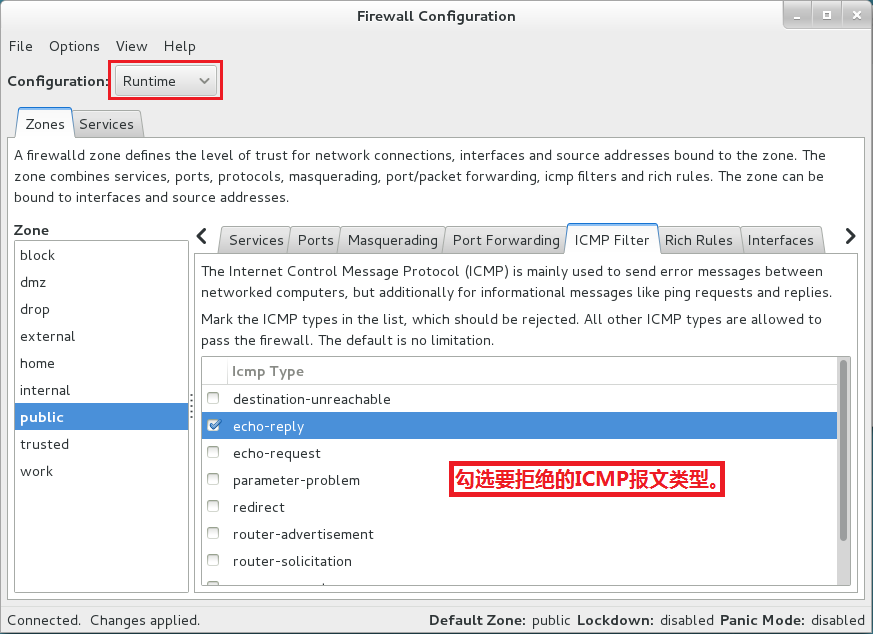 Firewall Configuration
File Options View Help
Configuration: Runtime
Zones Services
A firewalld zone defines the level of trust for network connections, interfaces and source addresses bound to the zone. The
zone combines services, ports, protocols, masquerading, port/packet forwarding, icmp filters and rich rules. The zone can be
bound to interfaces and source addresses.
Zone
block
dmz
drop
external
home
internal
public
trusted
work
Services Ports Masquerading Port Forwarding ICMP Filter Rich Rules Interfaces
The Internet Control Message Protocol (ICMP) is mainly used to send error messages between
networked computers, but additionally for informational messages like ping requests and replies.
Mark the ICMP types in the list, which should be rejected. All other ICMP types are allowed to
pass the firewall. The default is no limitation.
Icmp Type
destination-unreachable
echo-reply
echo-request
parameter-problem
redirect
router-advertisement
router-solicitation
勾选要拒绝的ICMP报文类型。
Connected. Changes applied.
Default Zone: public Lockdown: disabled Panic Mode: disabled